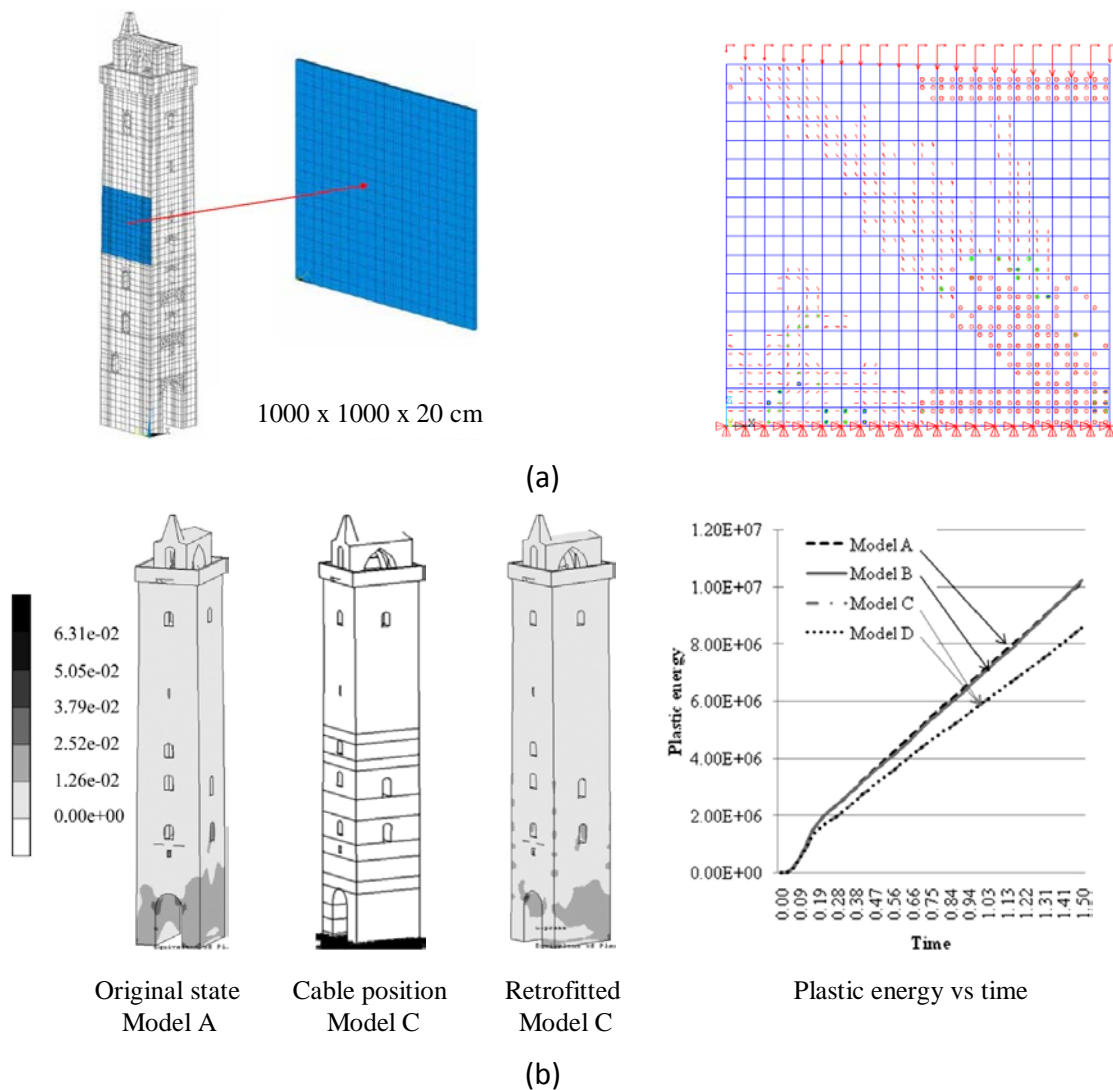 1000 x 1000 x 20 cm
X
(a)
6.31e-02
5.05e-02
3.79e-02
2.52e-02
1.26e-02
0.00e+00
Original state
Model A
Cable position
Model C
Retrofitted
Model C
1.20E+07
1.00E+07
8.00E+06
6.00E+06
4.00E+06
2.00E+06
0.00E+00
Plastic energy
Model A
Model B
Model C
Model D
0.00
0.09
0.19
0.28
0.38
0.47
0.56
0.66
0.75
0.84
0.94
1.03
1.13
1.22
1.31
1.41
1.50
Time
Plastic energy vs time
(b)